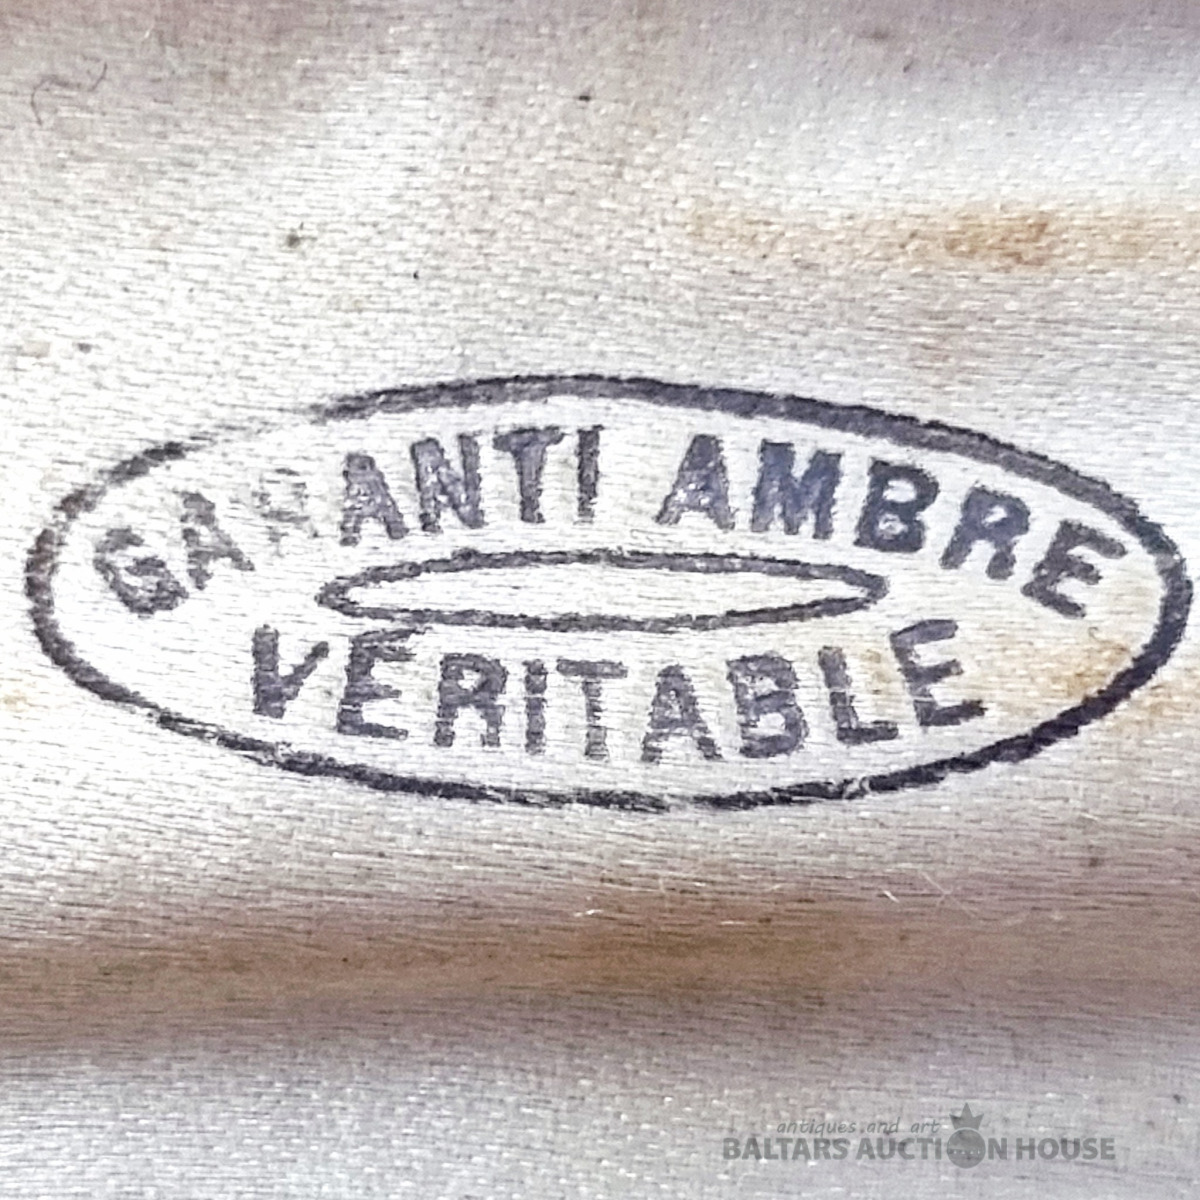 GARANTI AMBRE
VERITABLE
antiques and art
BALTARS AUCTION HOUSE